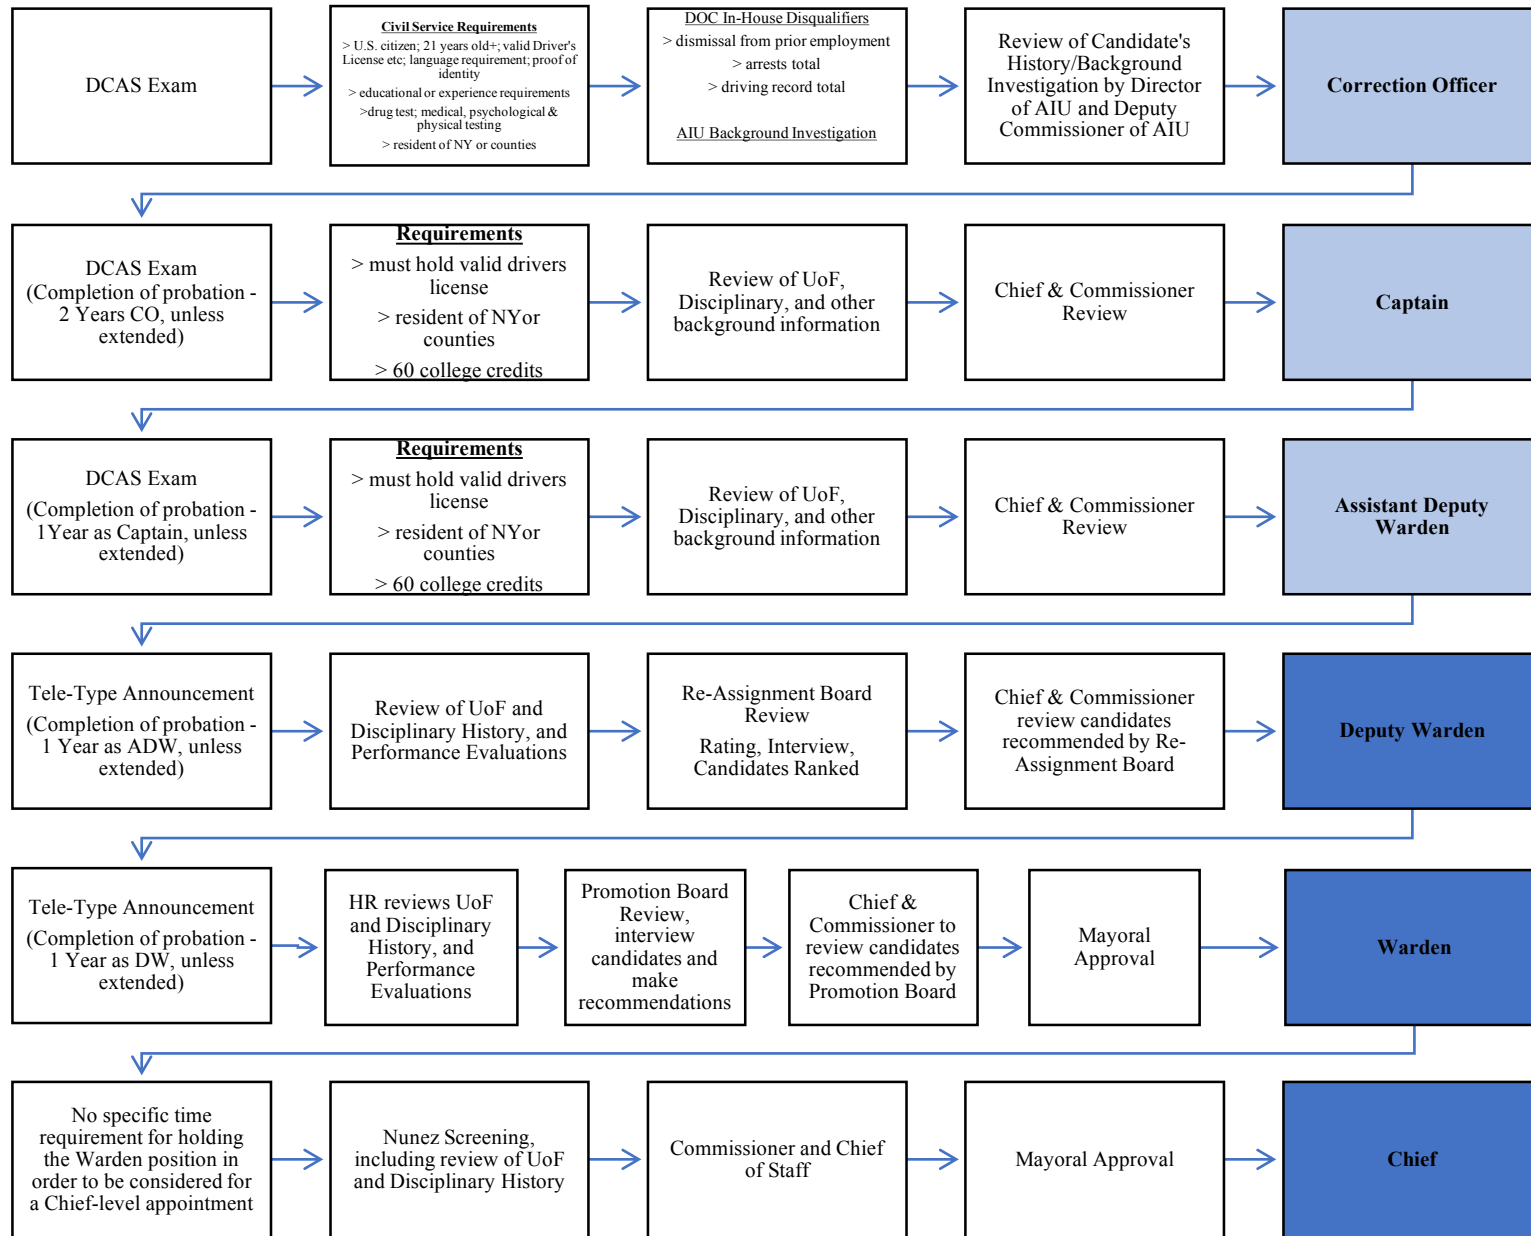 DCAS Exam
Civil Service Requirements
> U.S. citizen; 21 years old+; valid Driver's
License etc; language requirement; proof of
identity
> educational or experience requirements
>drug test; medical, psychological &
physical testing
> resident of NY or counties
DOC In-House Disqualifiers
> dismissal from prior employment
> arrests total
> driving record total
AIU Background Investigation
Review of Candidate's
History/Background
Investigation by Director
of AIU and Deputy
Commissioner of AIU
Correction Officer
DCAS Exam
(Completion of probation -
2 Years CO, unless
extended)
Requirements
> must hold valid drivers
license
> resident of NYor
counties
> 60 college credits
Review of UoF,
Disciplinary, and other
background information
Chief & Commissioner
Review
Captain
DCAS Exam
(Completion of probation -
1Year as Captain, unless
extended)
Requirements
> must hold valid drivers
license
> resident of NYor
counties
> 60 college credits
Review of UoF,
Disciplinary, and other
background information
Chief & Commissioner
Review
Assistant Deputy
Warden
Tele-Type Announcement
(Completion of probation -
1 Year as ADW, unless
extended)
Review of UoF and
Disciplinary History, and
Performance Evaluations
Re-Assignment Board
Review
Rating, Interview,
Candidates Ranked
Chief & Commissioner
review candidates
recommended by Re-
Assignment Board
Deputy Warden
Tele-Type Announcement
(Completion of probation -
1 Year as DW, unless
extended)
HR reviews UoF
and Disciplinary
History, and
Performance
Evaluations
Promotion Board
Review,
interview
candidates and
make
recommendations
Chief &
Commissioner to
review candidates
recommended by
Promotion Board
Mayoral
Approval
Warden
No specific time
requirement for holding
the Warden position in
order to be considered for
a Chief-level appointment
Nunez Screening,
including review of UoF
and Disciplinary History
Commissioner and Chief
of Staff
Mayoral Approval
Chief